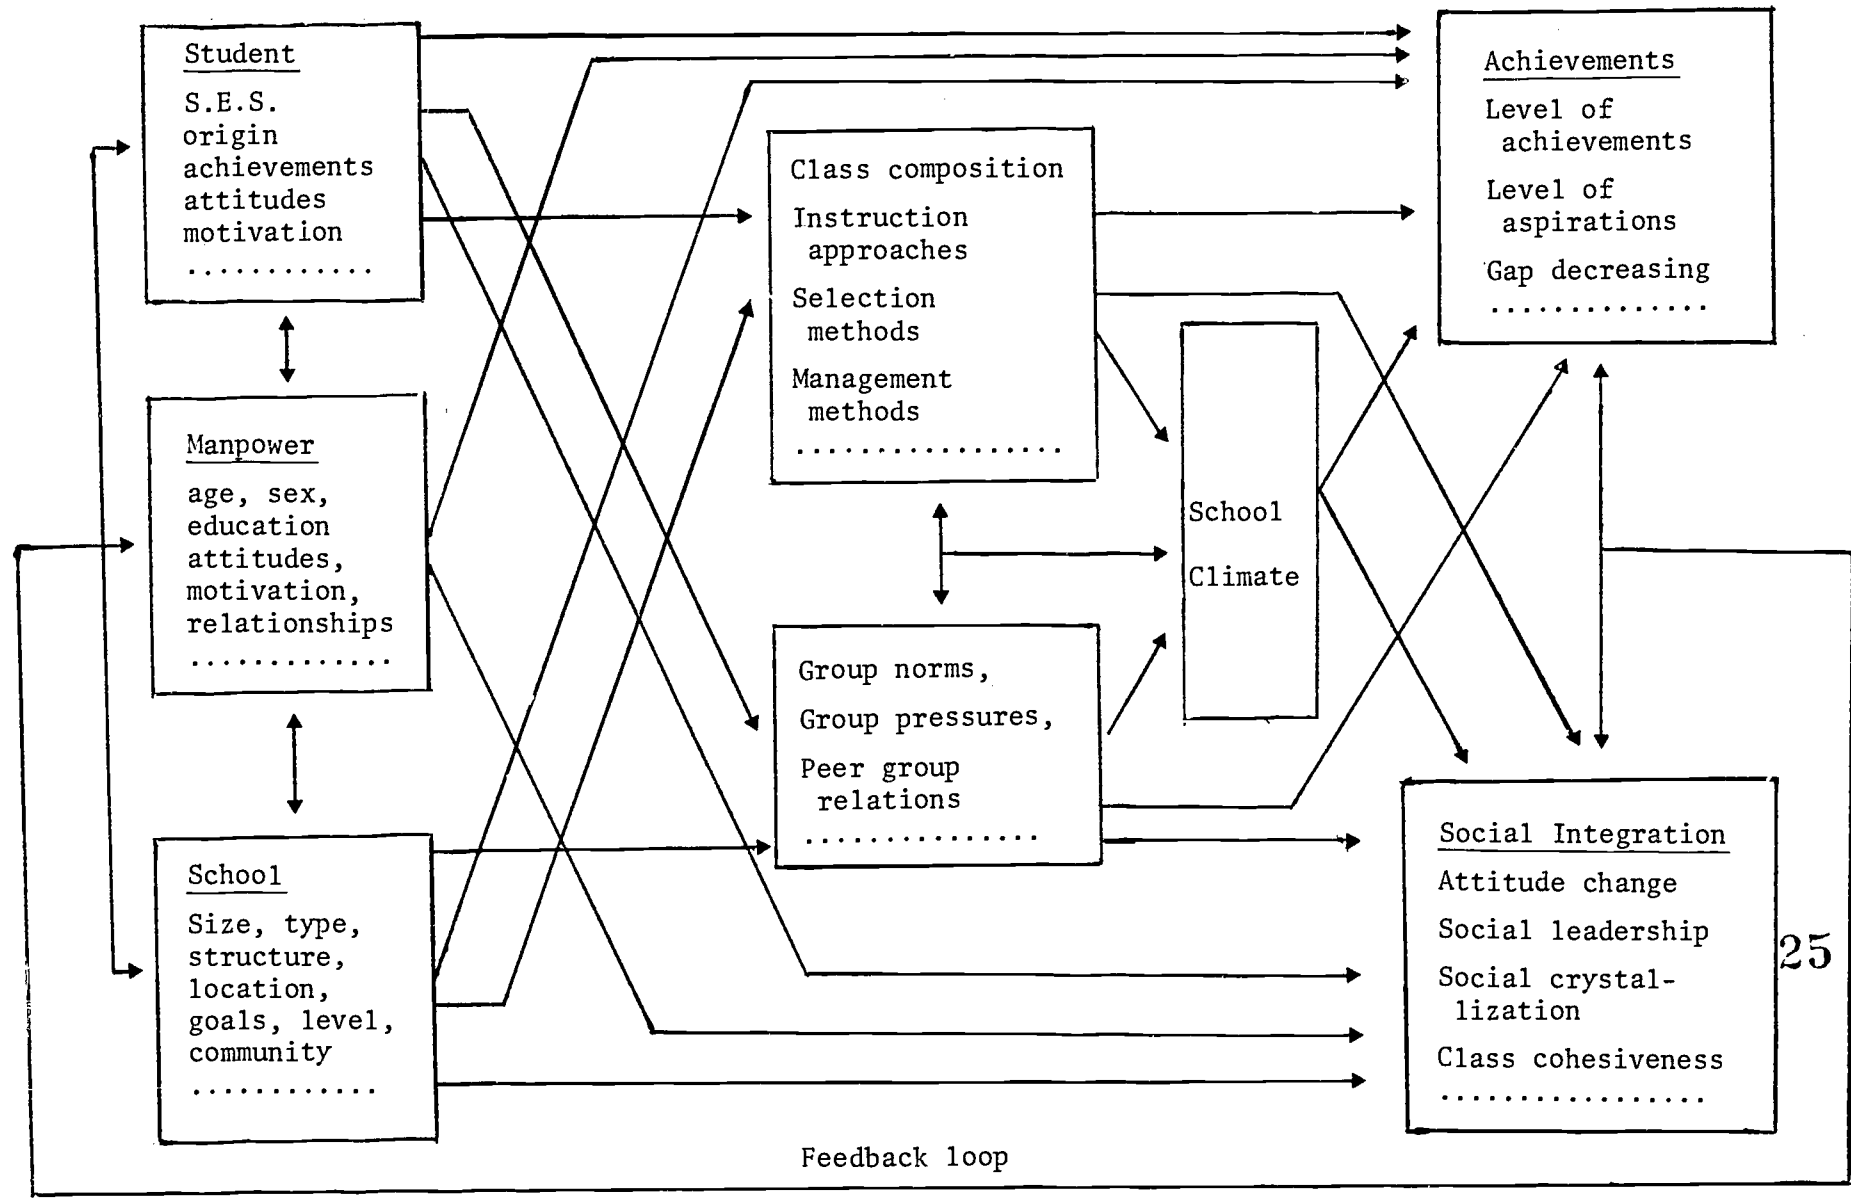 Student
S.E.S.
origin
achievements
attitudes
motivation
............
Manpower
age, sex,
education
attitudes,
motivation,
relationships
.............
School
Size, type,
structure,
location,
goals, level,
community
............
Class composition
Instruction
approaches
Selection
methods
Management
methods
.................
Group norms,
Group pressures,
Peer group
relations
...............
School
Climate
Achievements
Level of
achievements
Level of
aspirations
Gap decreasing
..............
Social Integration
Attitude change
Social leadership
Social crystal-
lization
Class cohesiveness
.................
25
Feedback loop